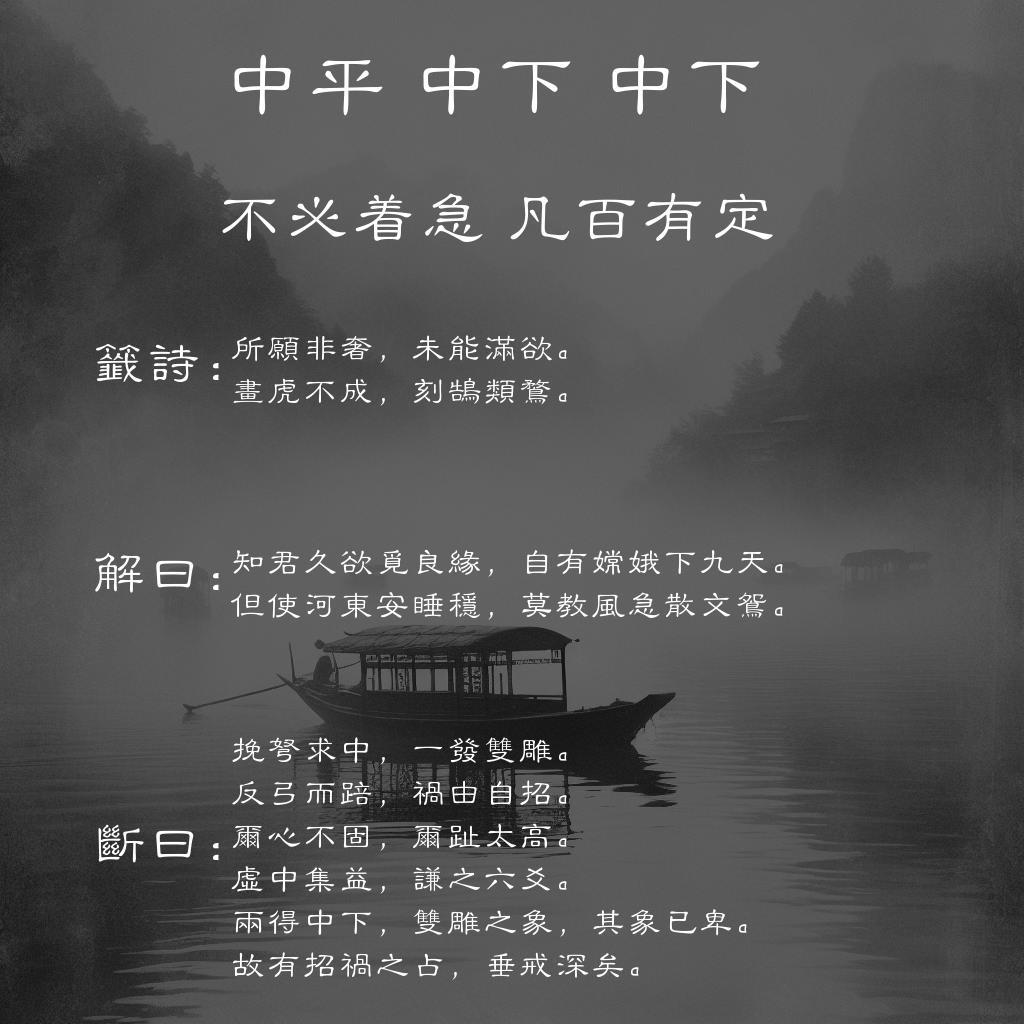 中平 中下 中下
不必着急 凡百有定
籤詩：所願非奢，未能滿欲。
畫虎不成，刻鵠類鶩。
解曰：知君久欲覓良緣，自有嫦娥下九天。
但使河東安睡穩，莫教風急散文鴛。
挽弩求中，一發雙雕。
反弓而踣，禍由自招。
斷曰：爾心不固，爾趾太高。
虛中集益，謙之六爻。
兩得中下，雙雕之象，其象已卑。
故有招禍之占，垂戒深矣。